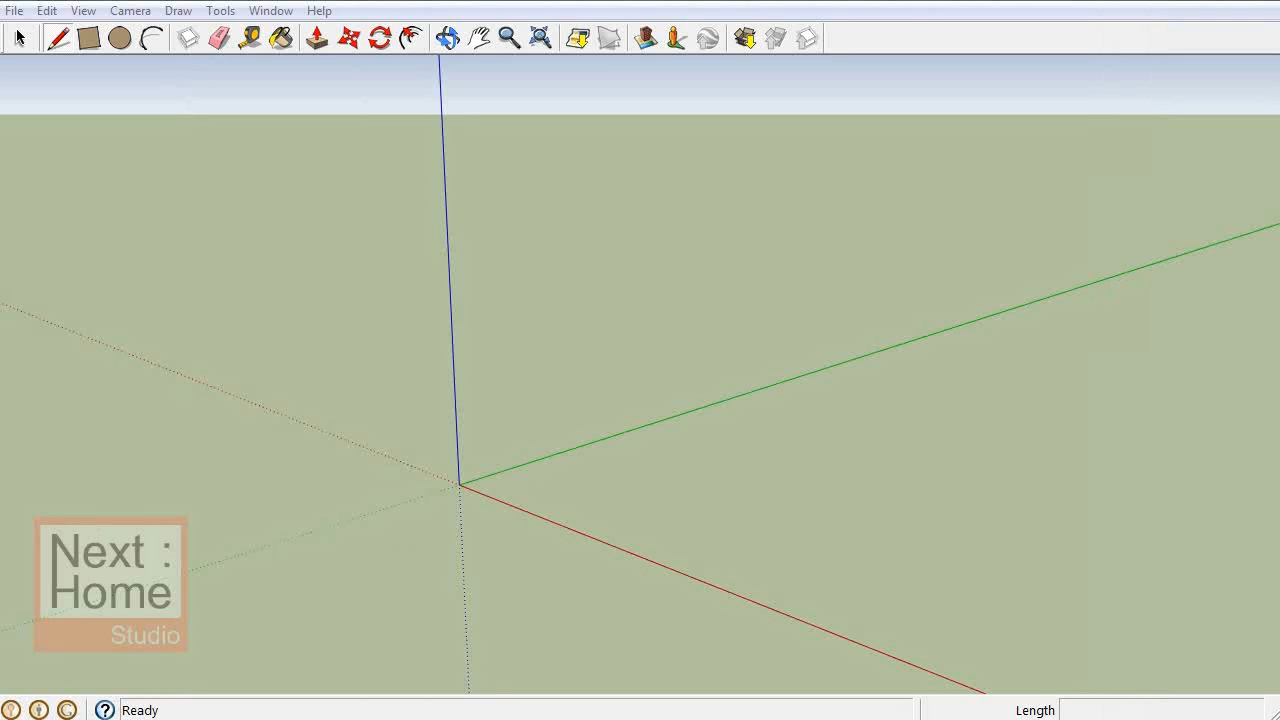 File Edit View Camera Draw Tools Window Help
Next :
Home
Studio
Ready Length